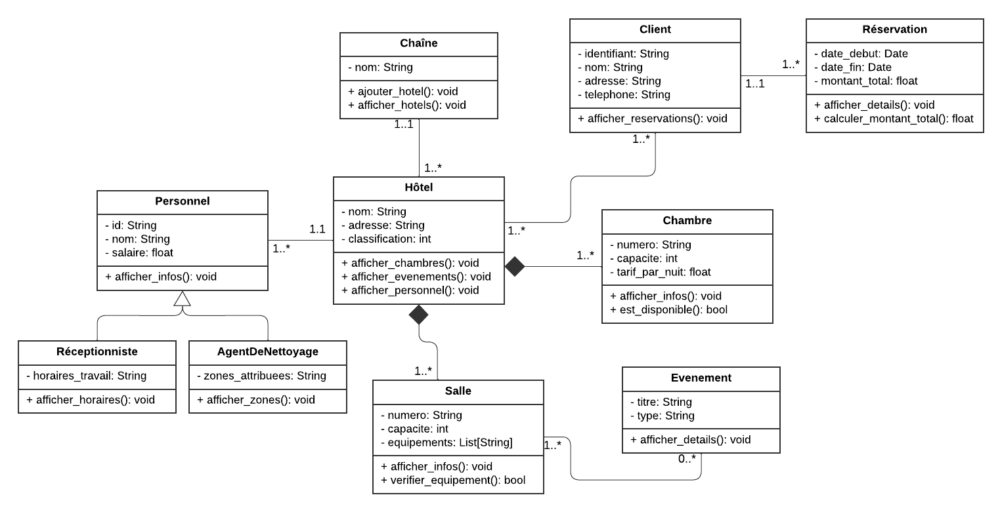 Chaîne
- nom: String
+ ajouter_hotel(): void
+ afficher_hotels(): void
1..1
1..*
Client
- identifiant: String
- nom: String
- adresse: String
- telephone: String
+ afficher_reservations(): void
1..*
1..1
1..*
Réservation
- date_debut: Date
- date_fin: Date
- montant_total: float
+ afficher_details(): void
+ calculer_montant_total(): float
Personnel
- id: String
- nom: String
- salaire: float
+ afficher_infos(): void
1.1
1..*
Hôtel
- nom: String
- adresse: String
- classification: int
+ afficher_chambres(): void
+ afficher_evenements(): void
+ afficher_personnel(): void
1..*
1..*
Chambre
- numero: String
- capacite: int
- tarif_par_nuit: float
+ afficher_infos(): void
+ est_disponible(): bool
Réceptionniste
- horaires_travail: String
+ afficher_horaires(): void
AgentDeNettoyage
- zones_attribuees: String
+ afficher_zones(): void
1..*
Salle
- numero: String
- capacite: int
- equipements: List[String]
+ afficher_infos(): void
+ verifier_equipement(): bool
1..*
Evenement
- titre: String
- type: String
+ afficher_details(): void
0..*